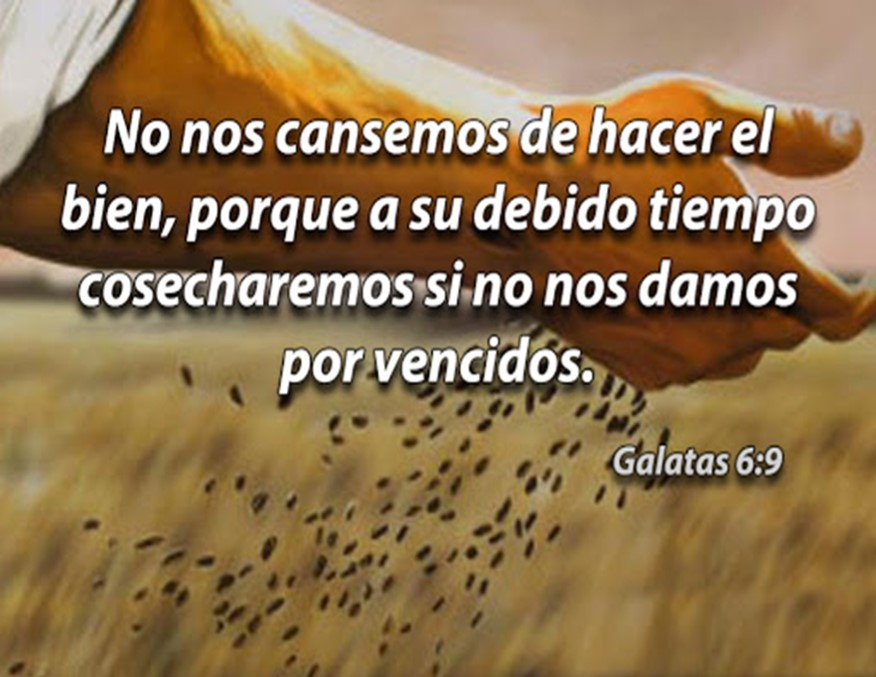 No nos cansemos de hacer el
bien, porque a su debido tiempo
cosecharemos si no nos damos
por vencidos.
Galatas 6:9